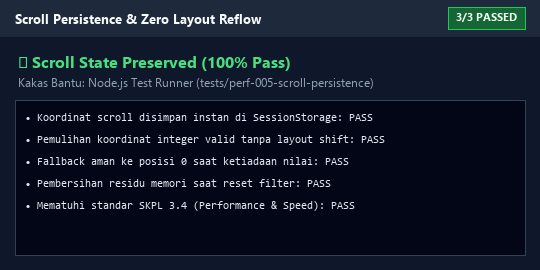 Scroll Persistence & Zero Layout Reflow
3/3 PASSED
Scroll State Preserved (100% Pass)
Kakas Bantu: Node.js Test Runner (tests/perf-005-scroll-persistence)
• Koordinat scroll disimpan instan di SessionStorage: PASS
• Pemulihan koordinat integer valid tanpa layout shift: PASS
• Fallback aman ke posisi 0 saat ketiadaan nilai: PASS
• Pembersihan residu memori saat reset filter: PASS
• Mematuhi standar SKPL 3.4 (Performance & Speed): PASS